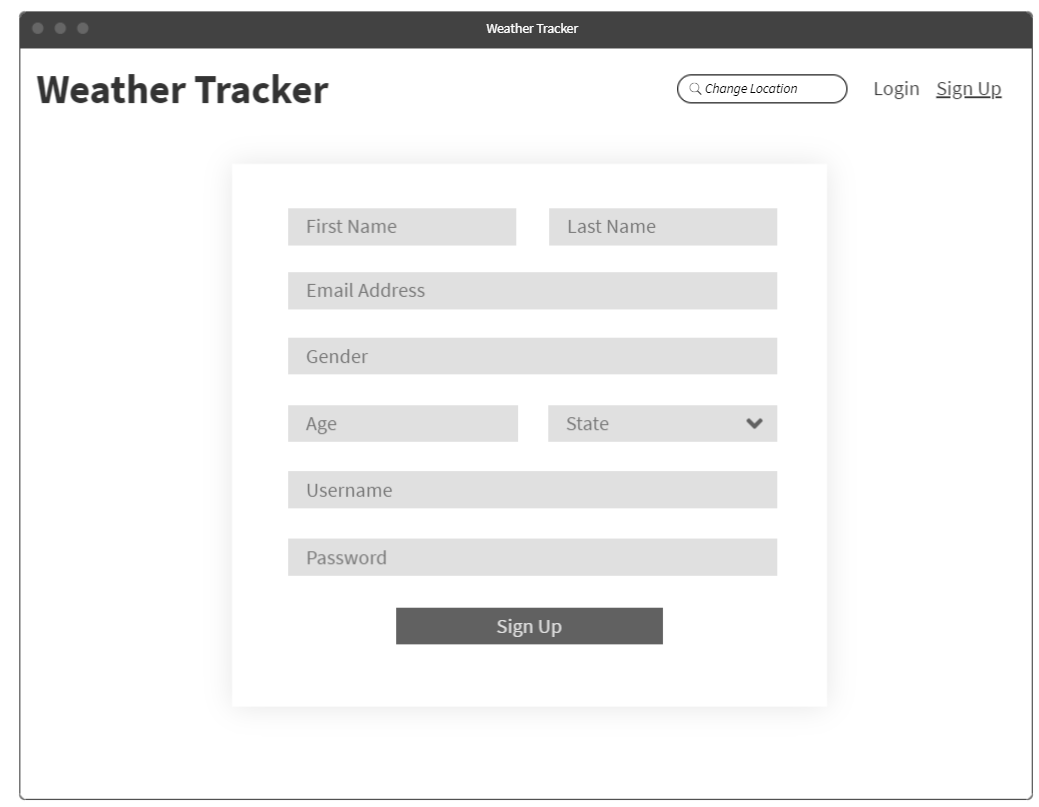 Weather Tracker
Weather Tracker
Change Location
Login
Sign Up
First Name
Last Name
Email Address
Gender
Age
State
Username
Password
Sign Up